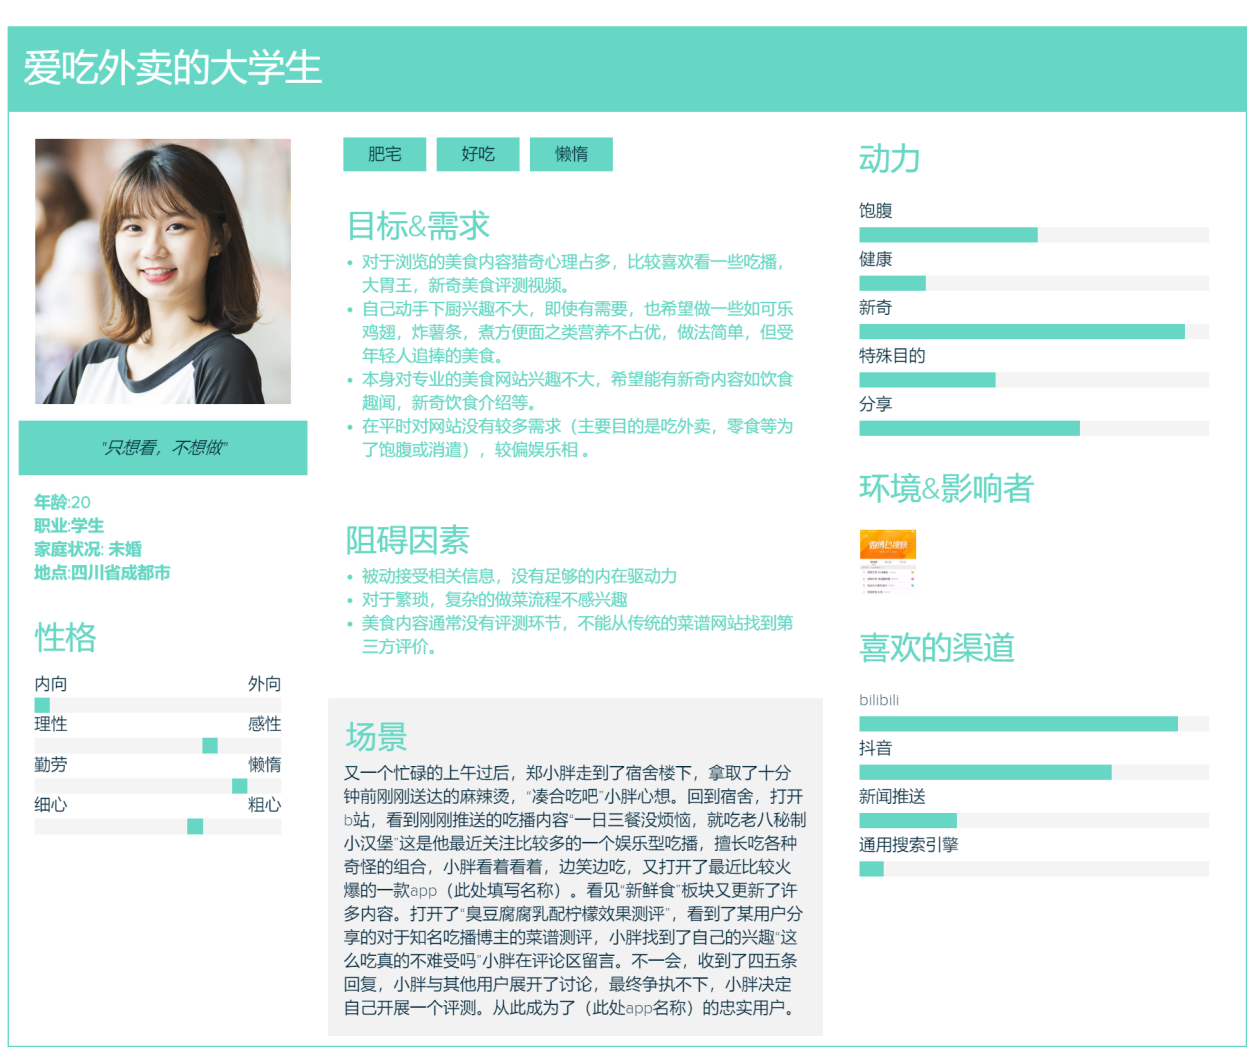 爱吃外卖的大学生
"只想看，不想做"
年龄:20
职业:学生
家庭状况: 未婚
地点:四川省成都市
性格
内向 外向
理性 感性
勤劳 懒惰
细心 粗心
肥宅 好吃 懒惰
目标&需求
• 对于浏览的美食内容猎奇心理占多，比较喜欢看一些吃播，
大胃王，新奇美食评测视频。
• 自己动手下厨兴趣不大，即使有需要，也希望做一些如可乐
鸡翅，炸薯条，煮方便面之类营养不占优，做法简单，但受
年轻人追捧的美食。
• 本身对专业的美食网站兴趣不大，希望能有新奇内容如饮食
趣闻，新奇饮食介绍等。
• 在平时对网站没有较多需求（主要目的是吃外卖，零食等为
了饱腹或消遣），较偏娱乐相 。
阻碍因素
• 被动接受相关信息，没有足够的内在驱动力
• 对于繁琐，复杂的做菜流程不感兴趣
• 美食内容通常没有评测环节，不能从传统的菜谱网站找到第
三方评价。
场景
又一个忙碌的上午过后，郑小胖走到了宿舍楼下，拿取了十分
钟前刚刚送达的麻辣烫，“凑合吃吧”小胖心想。回到宿舍，打开
b站，看到刚刚推送的吃播内容“一日三餐没烦恼，就吃老八秘制
小汉堡”这是他最近关注比较多的一个娱乐型吃播，擅长吃各种
奇怪的组合，小胖看着看着，边笑边吃，又打开了最近比较火
爆的一款app（此处填写名称）。看见“新鲜食”板块又更新了许
多内容。打开了“臭豆腐腐乳配柠檬效果测评”，看到了某用户分
享的对于知名吃播博主的菜谱测评，小胖找到了自己的兴趣“这
么吃真的不难受吗”小胖在评论区留言。不一会，收到了四五条
回复，小胖与其他用户展开了讨论，最终争执不下，小胖决定
自己开展一个评测。从此成为了（此处app名称）的忠实用户。
动力
饱腹
健康
新奇
特殊目的
分享
环境&影响者
喜欢的渠道
bilibili
抖音
新闻推送
通用搜索引擎